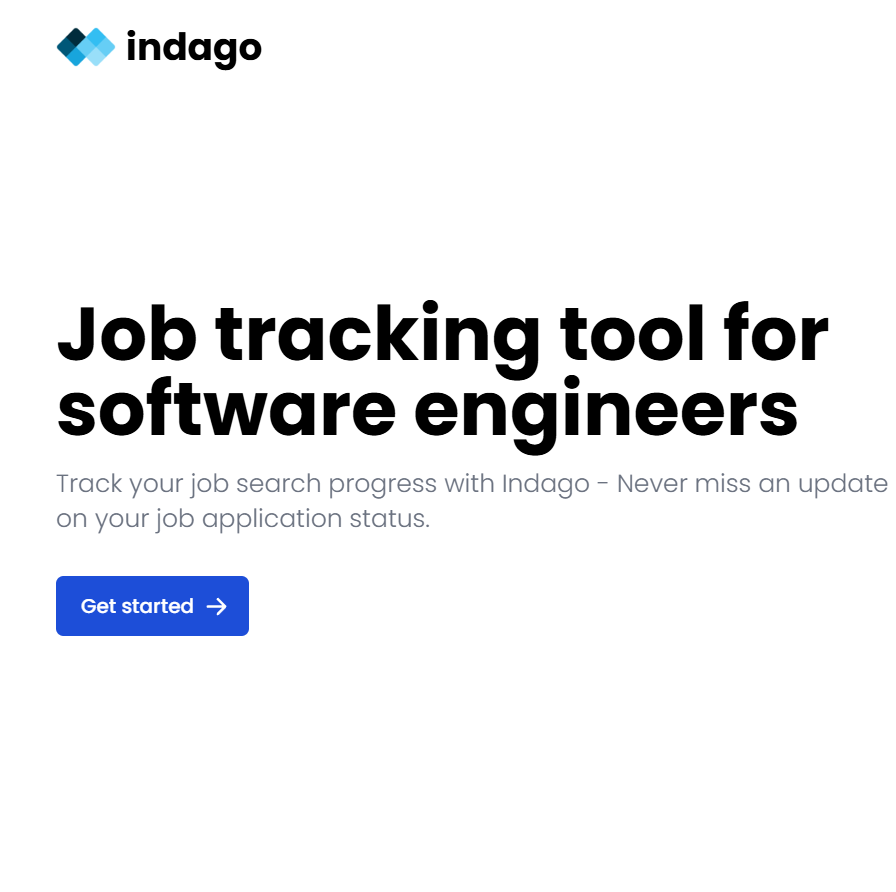 indago
Job tracking tool for
software engineers
Track your job search progress with Indago - Never miss an update
on your job application status.
Get started